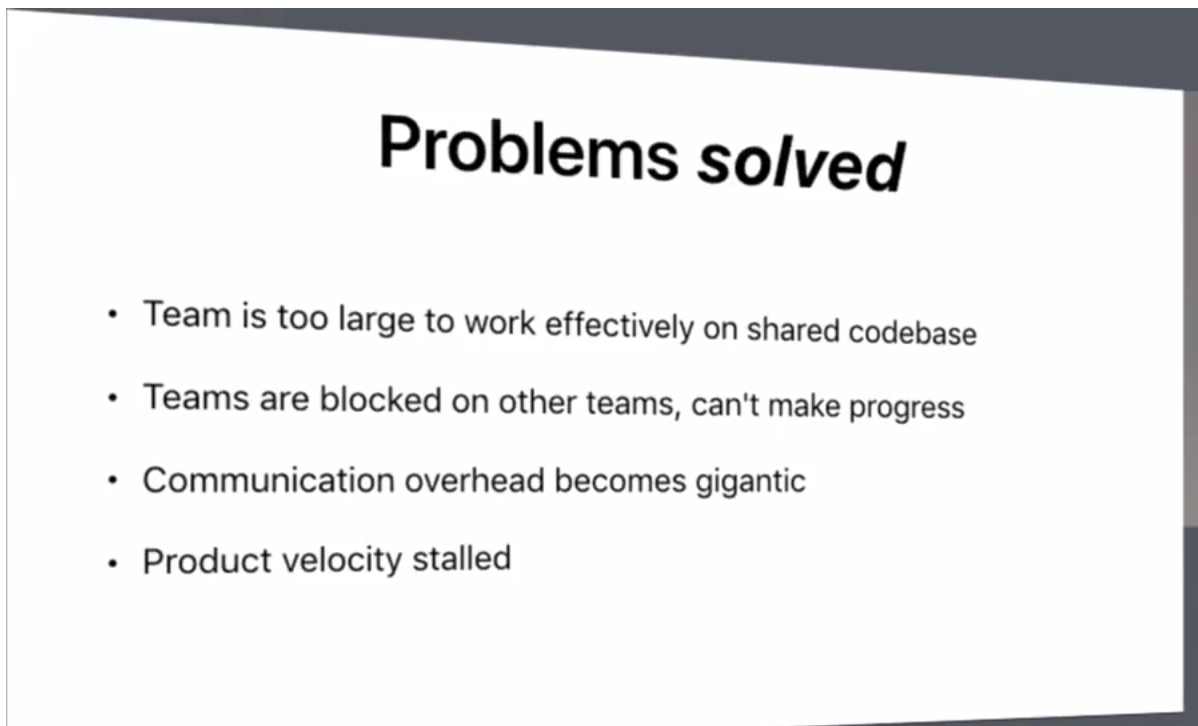 Problems solved
• Team is too large to work effectively on shared codebase
• Teams are blocked on other teams, can't make progress
• Communication overhead becomes gigantic
• Product velocity stalled